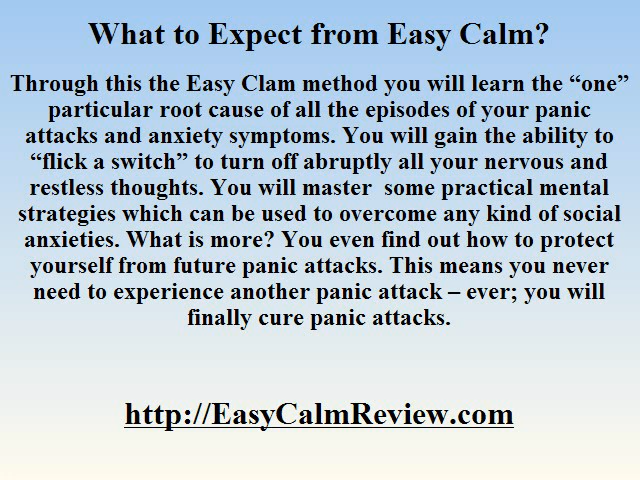 What to Expect from Easy Calm?
Through this the Easy Clam method you will learn the “one”
particular root cause of all the episodes of your panic
attacks and anxiety symptoms. You will gain the ability to
“flick a switch” to turn off abruptly all your nervous and
restless thoughts. You will master  some practical mental
strategies which can be used to overcome any kind of social
anxieties. What is more? You even find out how to protect
yourself from future panic attacks. This means you never
need to experience another panic attack – ever; you will
finally cure panic attacks.
http://EasyCalmReview.com